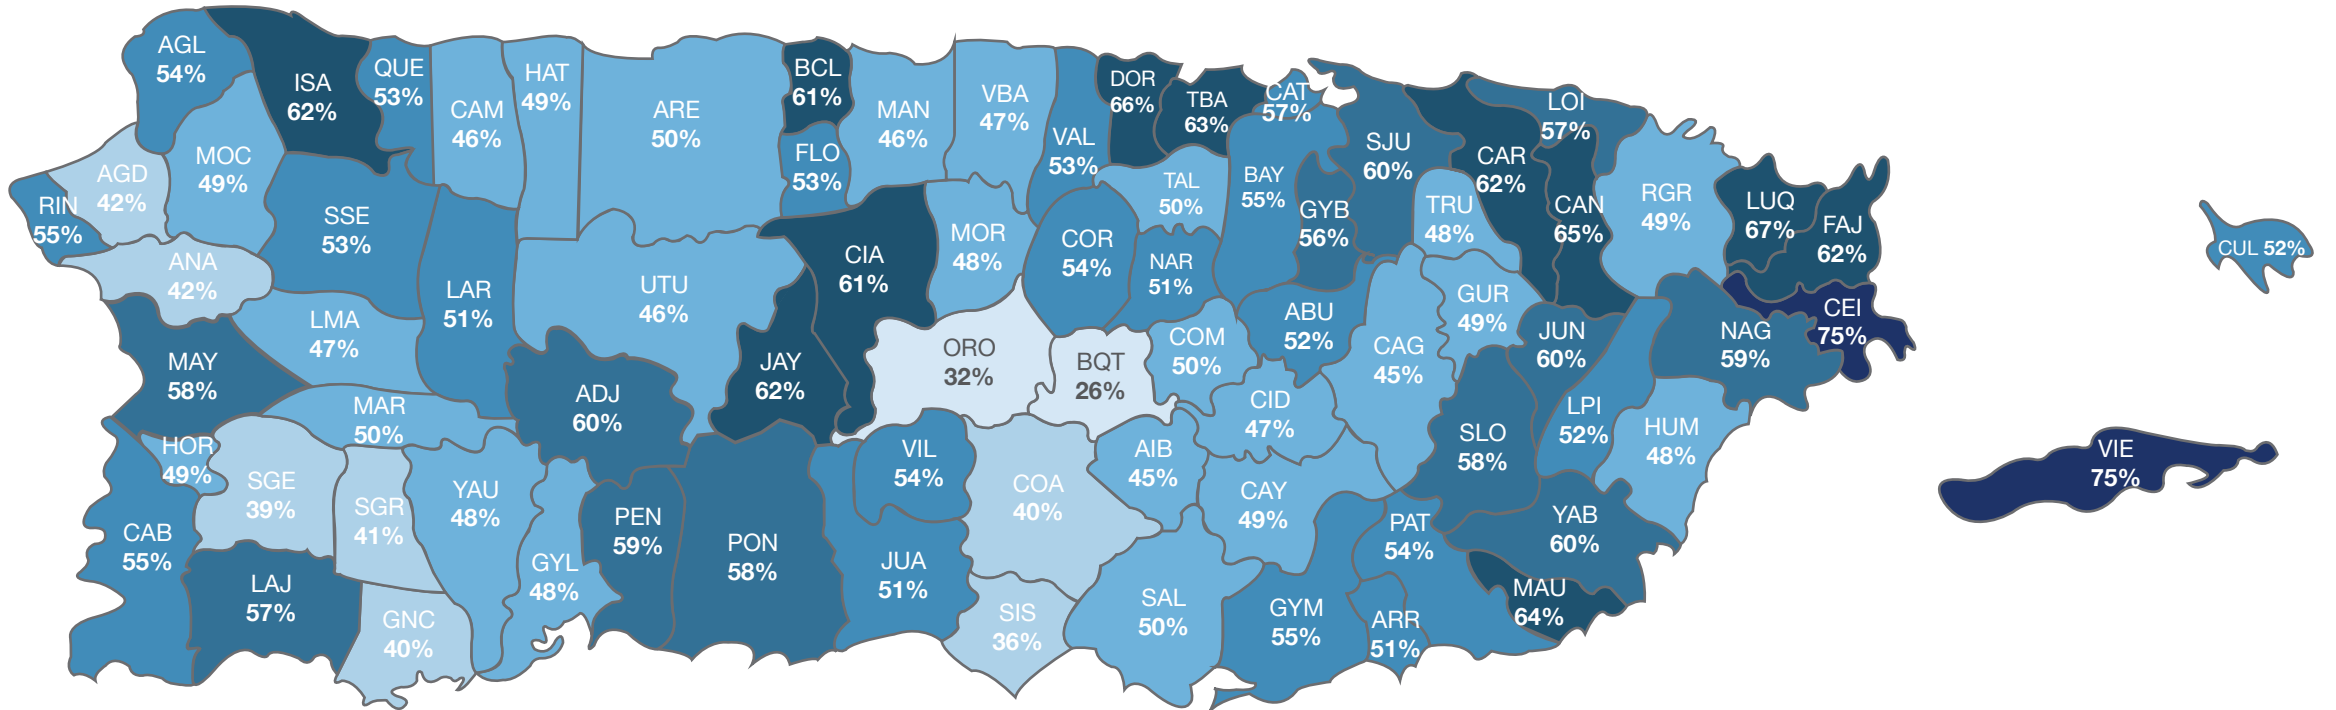 AGL
54%
ISA
62%
QUE
53%
CAM
46%
HAT
49%
ARE
50%
BCL
61%
FLO
53%
MAN
46%
VBA
47%
VAL
53%
DOR
66%
TBA
63%
CAT
57%
SJU
60%
LOI
57%
CAR
62%
CAN
65%
RGR
49%
LUQ
67%
FAJ
62%
CUL 52%
CEI
75%
AGD
42%
MOC
49%
RIN
55%
ANA
42%
SSE
53%
LAR
51%
UTU
46%
CIA
61%
MOR
48%
COR
54%
TAL
50%
NAR
51%
BAY
55%
GYB
56%
TRU
48%
GUR
49%
JUN
60%
NAG
59%
MAY
58%
LMA
47%
ADJ
60%
JAY
62%
ORO
32%
BQT
26%
COM
50%
ABU
52%
CAG
45%
CID
47%
SLO
58%
LPI
52%
HUM
48%
VIE
75%
MAR
50%
HOR
49%
SGE
39%
SGR
41%
YAU
48%
CAB
55%
LAJ
57%
GNC
40%
GYL
48%
PEN
59%
PON
58%
VIL
54%
JUA
51%
COA
40%
AIB
45%
CAY
49%
SIS
36%
SAL
50%
GYM
55%
PAT
54%
ARR
51%
YAB
60%
MAU
64%